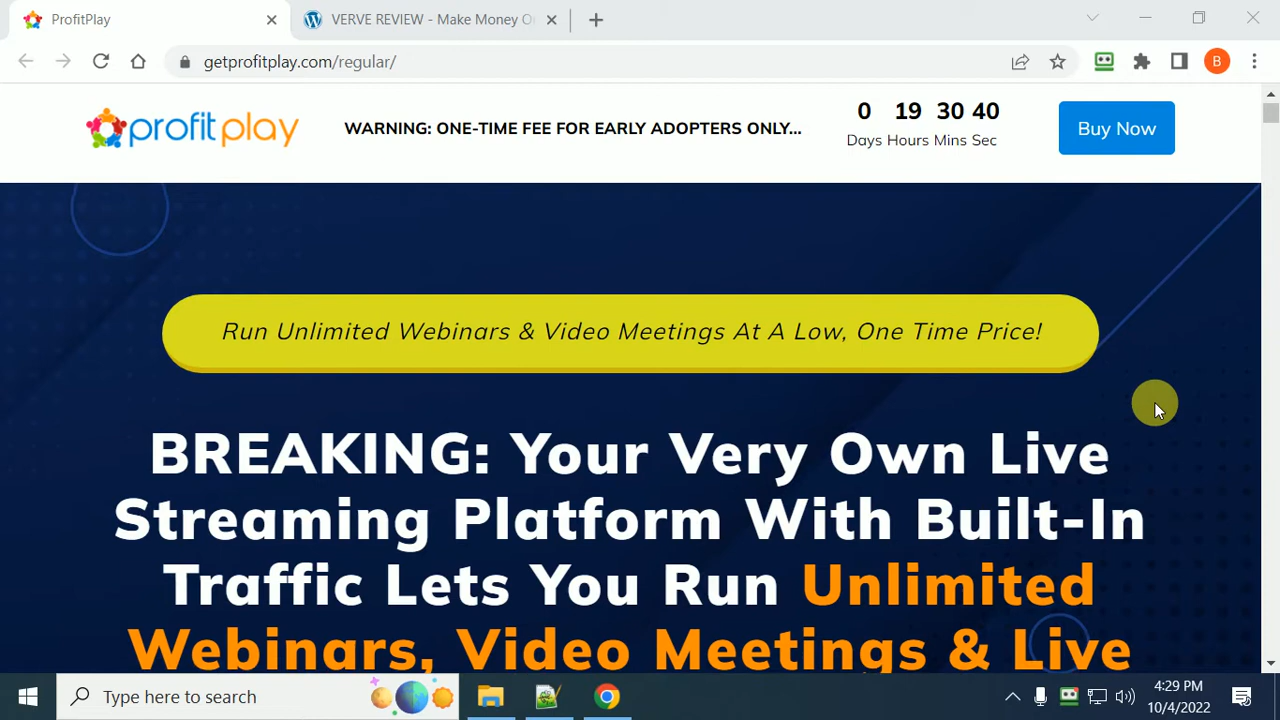 ProfitPlay
VERVE REVIEW - Make Money O
getprofitplay.com/regular/
B
profitplay
WARNING: ONE-TIME FEE FOR EARLY ADOPTERS ONLY...
0 19 30 40
Days Hours Mins Sec
Buy Now
Run Unlimited Webinars & Video Meetings At A Low, One Time Price!
BREAKING: Your Very Own Live
Streaming Platform With Built-In
Traffic Lets You Run Unlimited
Webinars, Video Meetings & Live
Type here to search
4:29 PM
10/4/2022